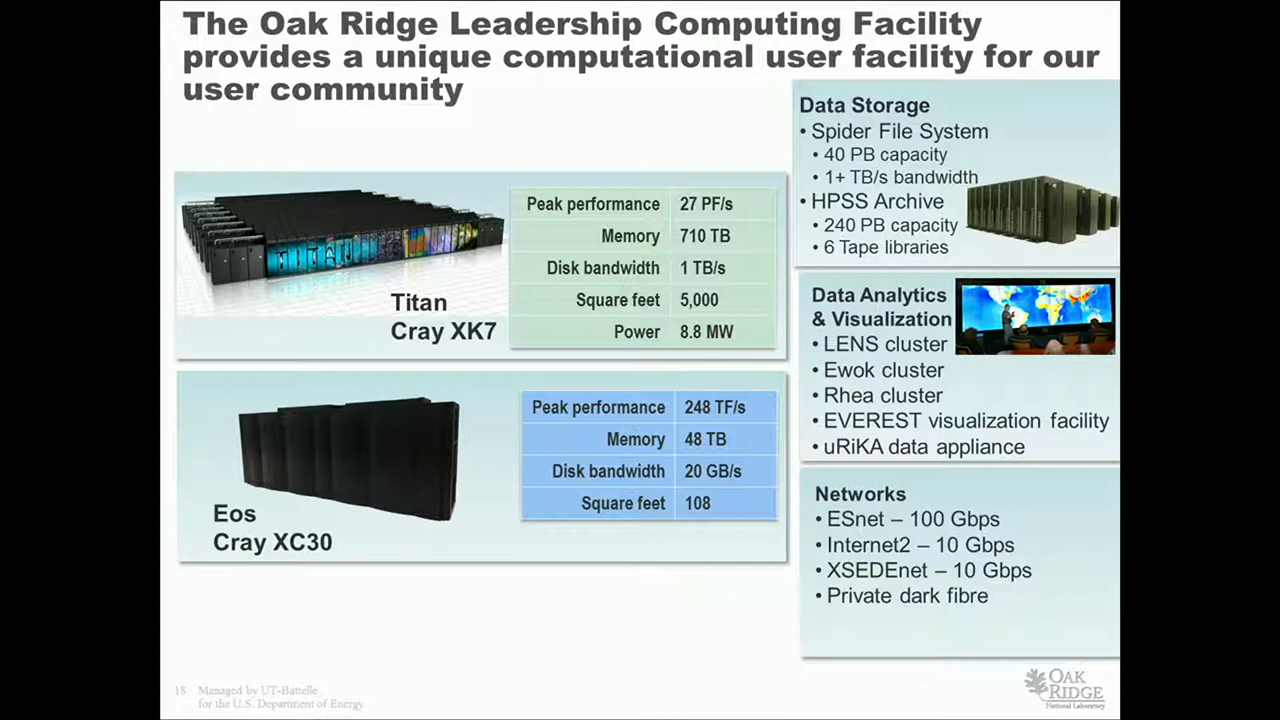 The Oak Ridge Leadership Computing Facility
provides a unique computational user facility for our
user community
TITAN
Titan
Cray XK7
Peak performance 27 PF/s
Memory 710 TB
Disk bandwidth 1 TB/s
Square feet 5,000
Power 8.8 MW
Eos
Cray XC30
Peak performance 248 TF/s
Memory 48 TB
Disk bandwidth 20 GB/s
Square feet 108
Data Storage
• Spider File System
• 40 PB capacity
• 1+ TB/s bandwidth
• HPSS Archive
• 240 PB capacity
• 6 Tape libraries
Data Analytics
& Visualization
• LENS cluster
• Ewok cluster
• Rhea cluster
• EVEREST visualization facility
• uRiKA data appliance
Networks
• ESnet – 100 Gbps
• Internet2 – 10 Gbps
• XSEDEnet – 10 Gbps
• Private dark fibre
18 Managed by UT-Battelle
for the U.S. Department of Energy
OAK
RIDGE
National Laboratory